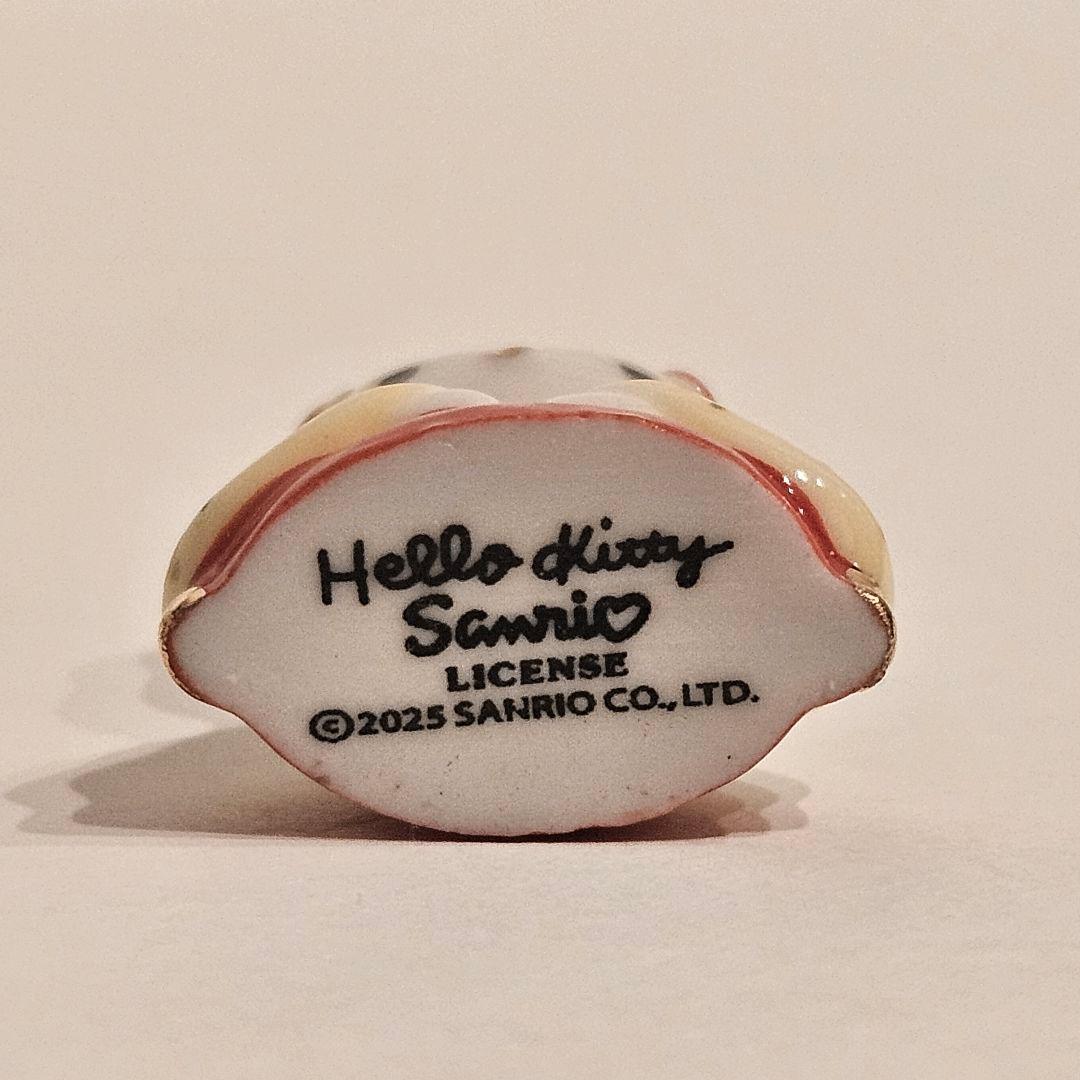 Hello Kitty
Sanrio
LICENSE
©2025 SANRIO CO., LTD.